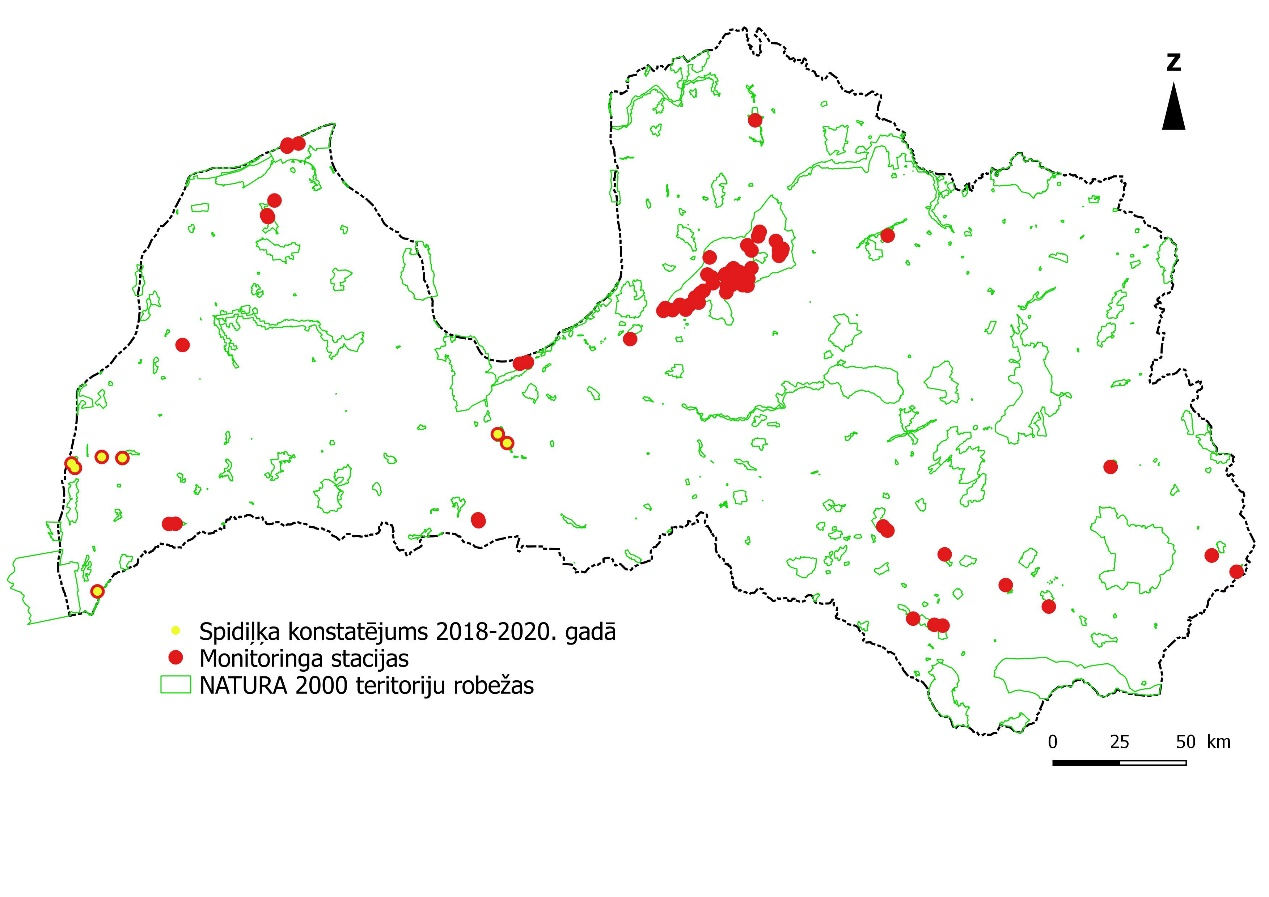 Z
Spidiļķa konstatējums 2018-2020. gadā
Monitoringa stacijas
NATURA 2000 teritoriju robežas
0 25 50 km